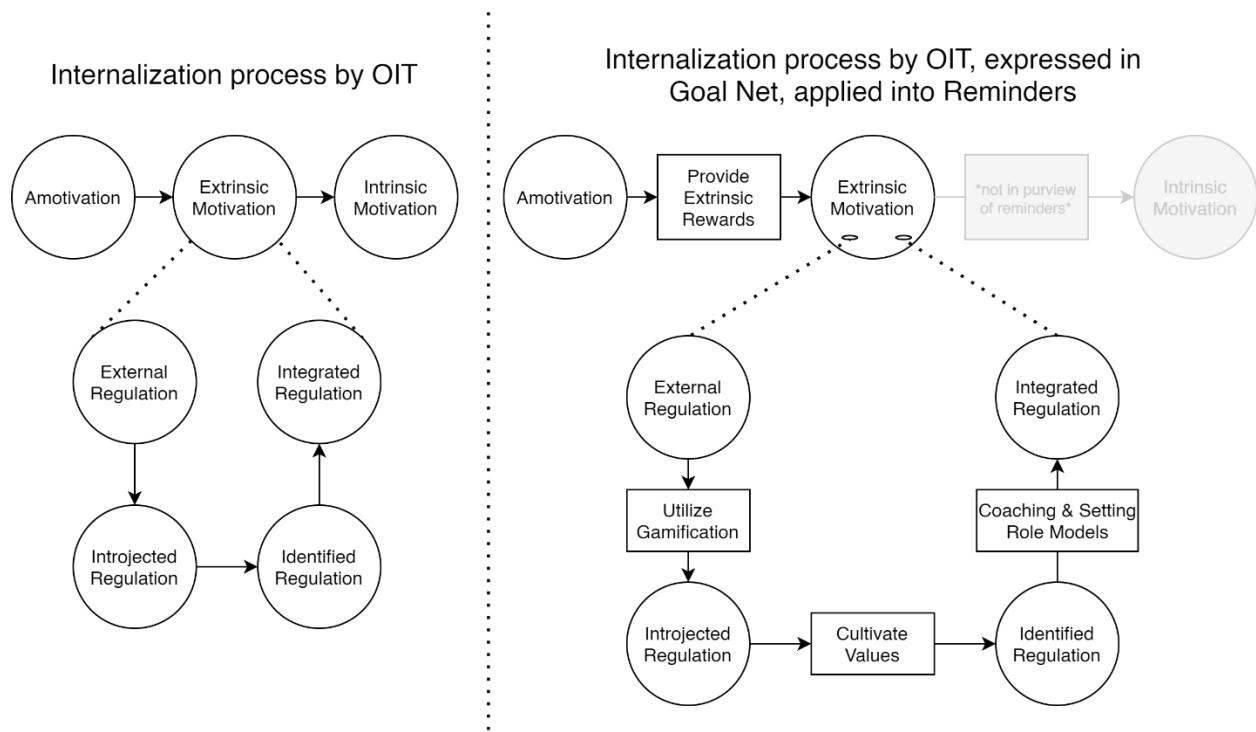 Internalization process by OIT
Amotivation
Extrinsic
Motivation
Intrinsic
Motivation
External
Regulation
Integrated
Regulation
Introjected
Regulation
Identified
Regulation
Internalization process by OIT, expressed in
Goal Net, applied into Reminders
Amotivation
Provide
Extrinsic
Rewards
Extrinsic
Motivation
*not in purview
of reminders*
Intrinsic
Motivation
External
Regulation
Integrated
Regulation
Utilize
Gamification
Coaching & Setting
Role Models
Introjected
Regulation
Cultivate
Values
Identified
Regulation